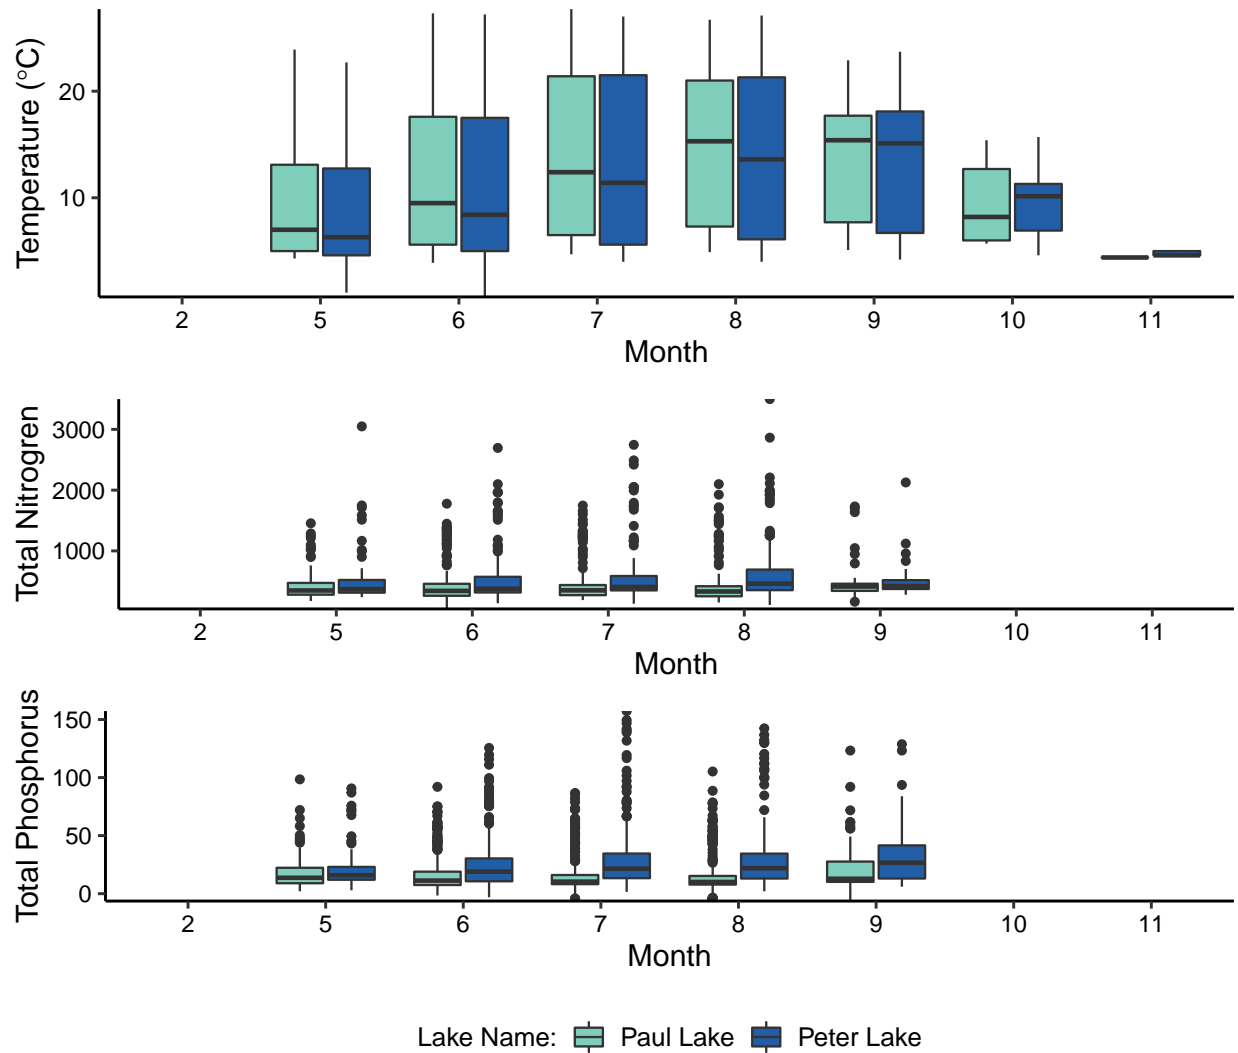 Temperature (°C)
20
10
2 5 6 7 8 9 10 11
Month
Total Nitrogren
3000
2000
1000
2 5 6 7 8 9 10 11
Month
Total Phosphorus
150
100
50
0
2 5 6 7 8 9 10 11
Month
Lake Name: Paul Lake Peter Lake